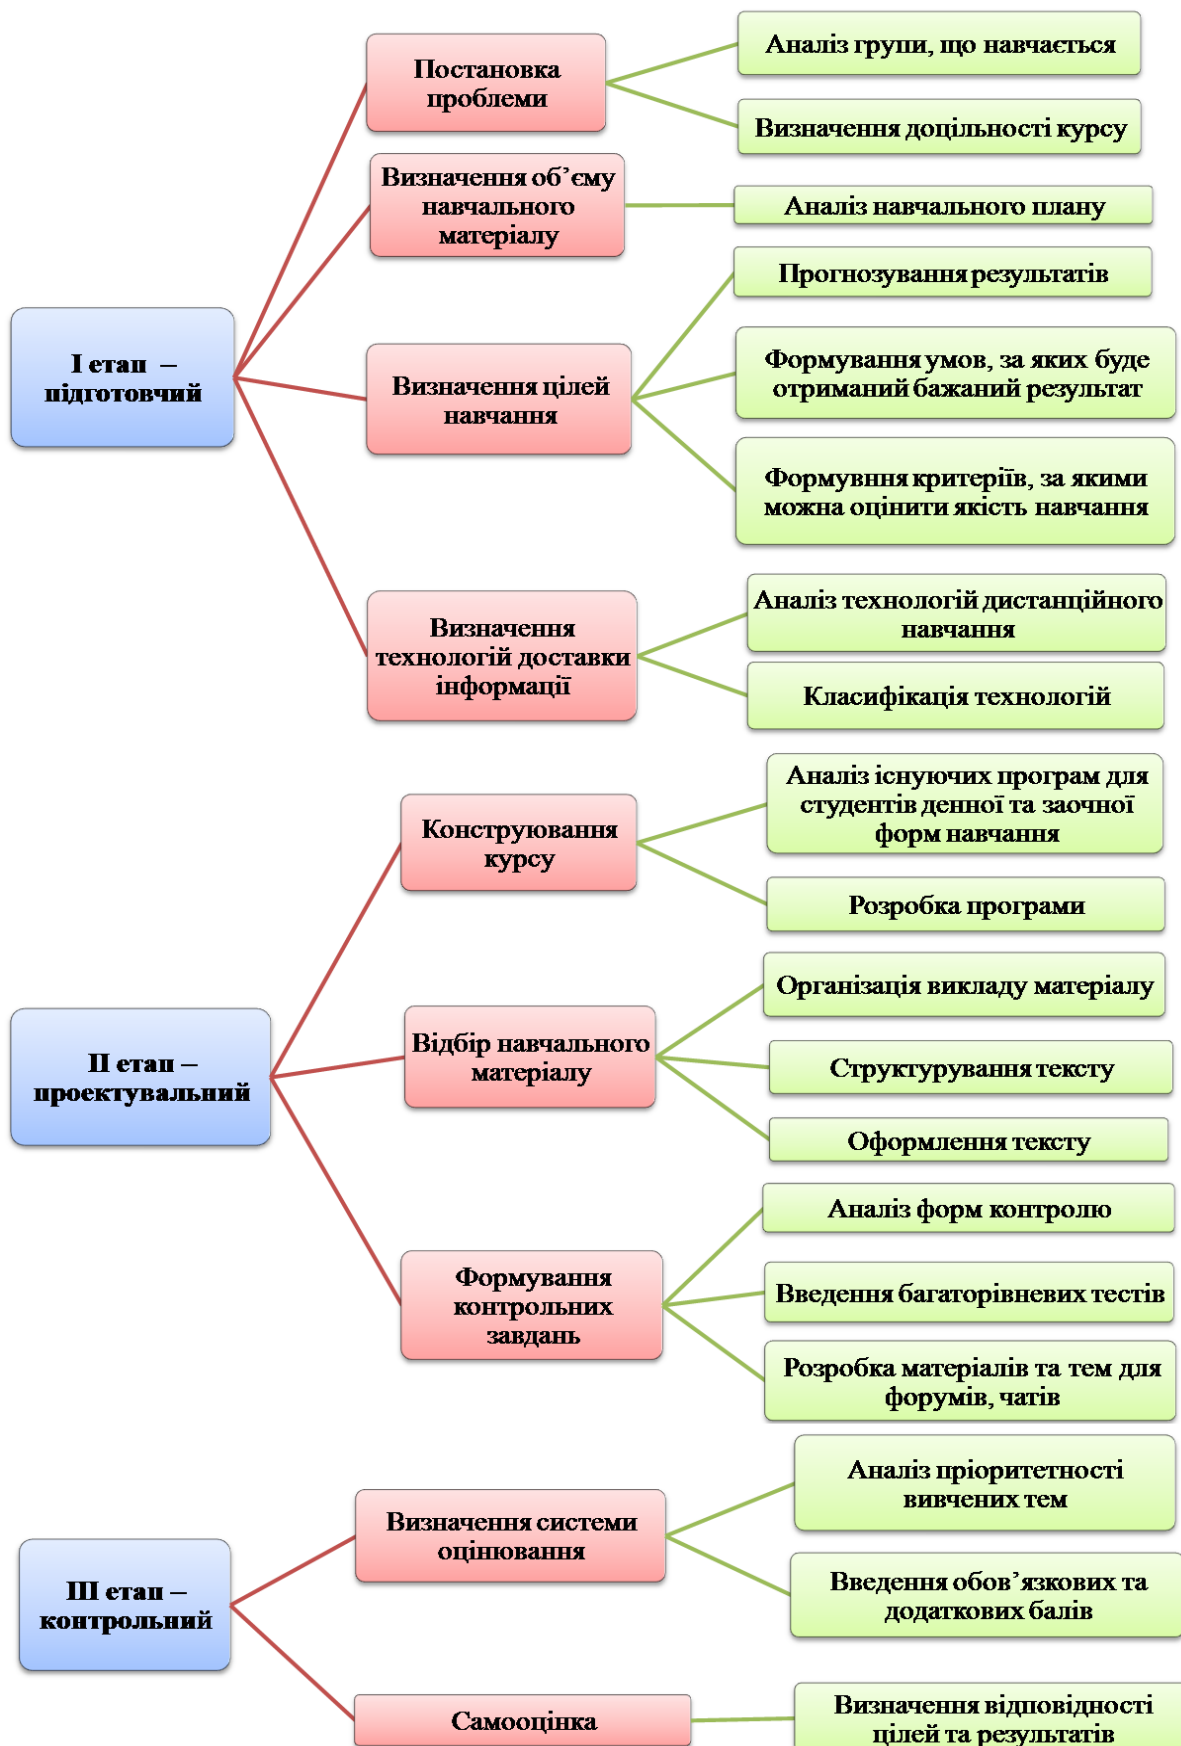 І етап –
підготовчий
Постановка
проблеми
Аналіз групи, що навчається
Визначення доцільності курсу
Визначення об’єму
навчального
матеріалу
Аналіз навчального плану
Визначення цілей
навчання
Прогнозування результатів
Формування умов, за яких буде
отриманий бажаний результат
Формувння критеріїв, за якими
можна оцінити якість навчання
Визначення
технологій доставки
інформації
Аналіз технологій дистанційного
навчання
Класифікація технологій
ІІ етап –
проектувальний
Конструювання
курсу
Аналіз існуючих програм для
студентів денної та заочної
форм навчання
Розробка програми
Відбір навчального
матеріалу
Організація викладу матеріалу
Структурування тексту
Оформлення тексту
Формування
контрольних
завдань
Аналіз форм контролю
Введення багаторівневих тестів
Розробка матеріалів та тем для
форумів, чатів
ІІІ етап –
контрольний
Визначення системи
оцінювання
Аналіз пріоритетності
вивчених тем
Введення обов’язкових та
додаткових балів
Самооцінка
Визначення відповідності
цілей та результатів